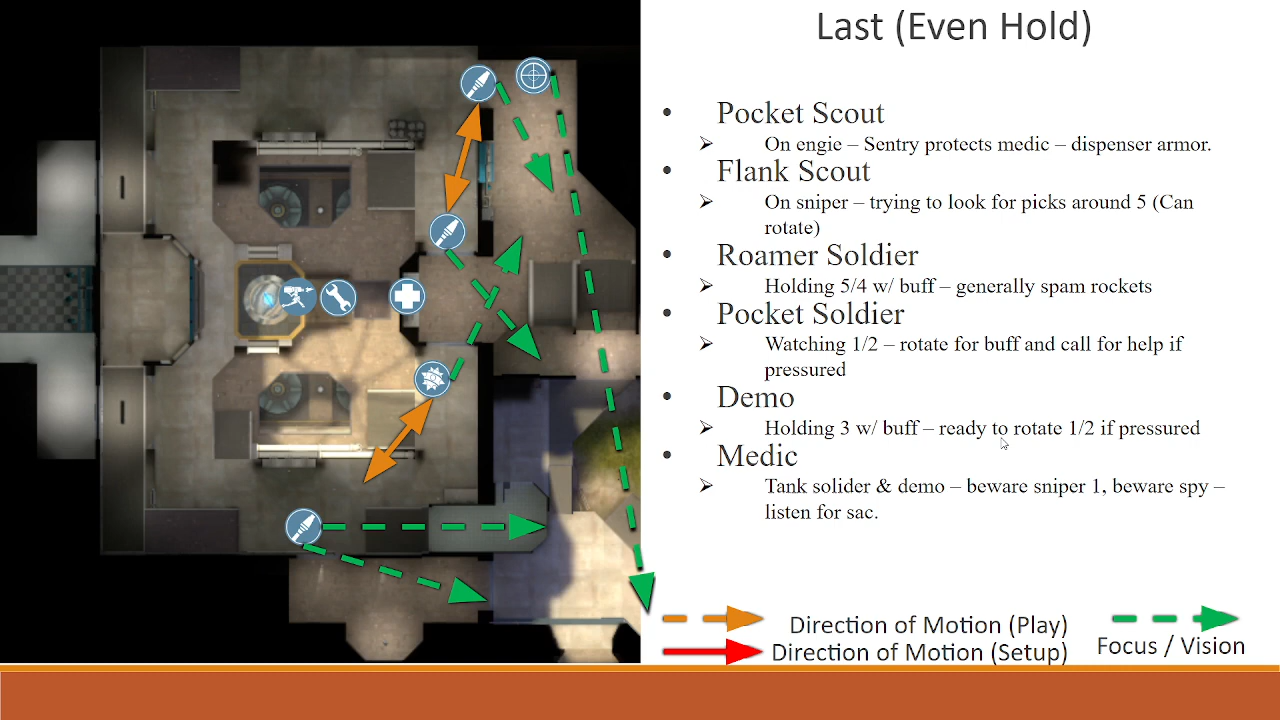 Last (Even Hold)
• Pocket Scout
➢ On engie – Sentry protects medic – dispenser armor.
• Flank Scout
➢ On sniper – trying to look for picks around 5 (Can
rotate)
• Roamer Soldier
➢ Holding 5/4 w/ buff – generally spam rockets
• Pocket Soldier
➢ Watching 1/2 – rotate for buff and call for help if
pressured
• Demo
➢ Holding 3 w/ buff – ready to rotate 1/2 if pressured
• Medic
➢ Tank solider & demo – beware sniper 1, beware spy –
listen for sac.
Direction of Motion (Play)
Direction of Motion (Setup)
Focus / Vision